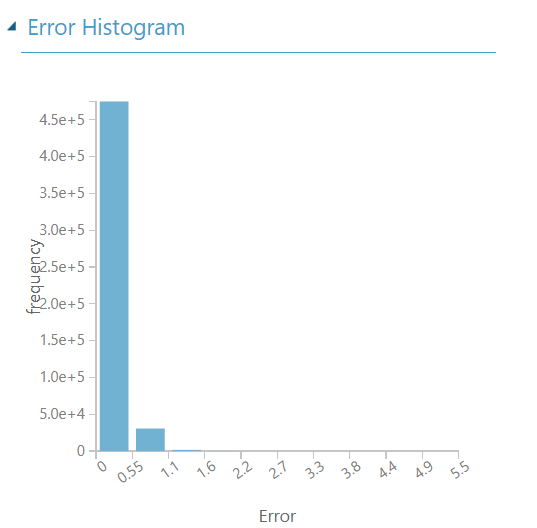 Error Histogram
4.5e+5
4.0e+5
3.5e+5
3.0e+5
2.5e+5
2.0e+5
1.5e+5
1.0e+5
5.0e+4
0
frequency
0 0.55 1.1 1.6 2.2 2.7 3.3 3.8 4.4 4.9 5.5
Error